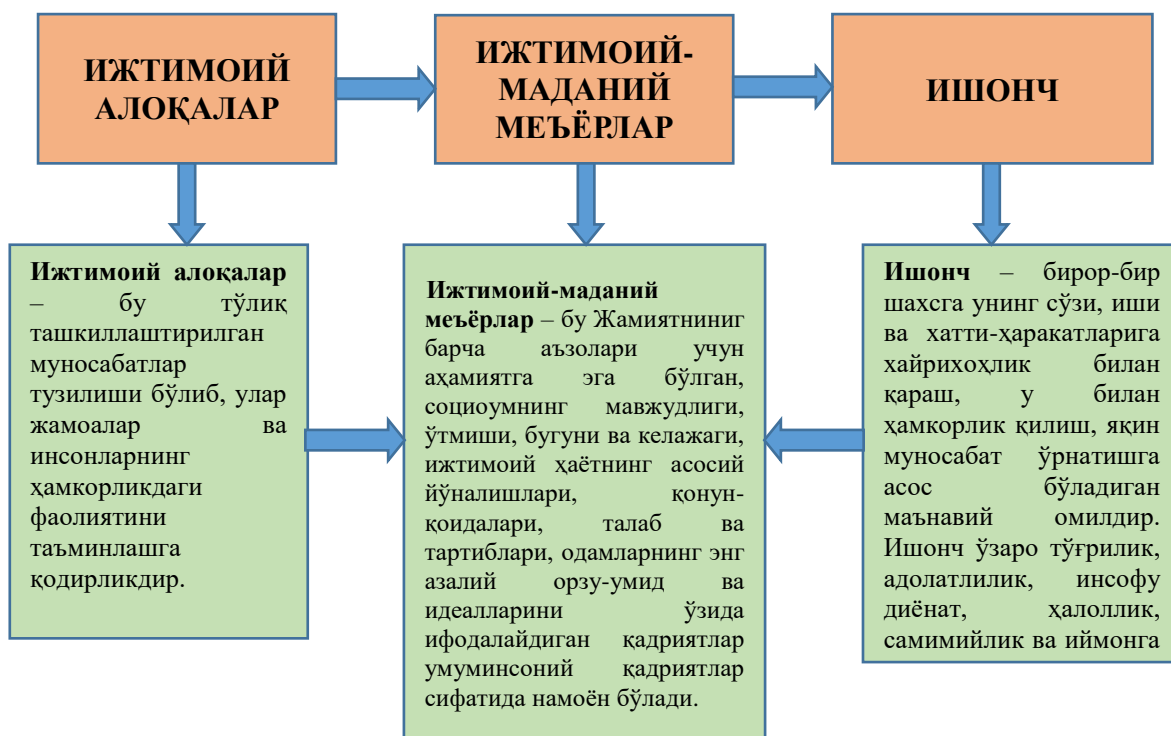 ИЖТИМОИЙ
АЛОҚАЛАР
ИЖТИМОИЙ-
МАДАНИЙ
МЕЪЁРЛАР
ИШОНЧ
Ижтимоий алоқалар
– бу тўлиқ
ташкиллаштирилган
муносабатлар
тузилиши бўлиб, улар
жамоалар ва
инсонларнинг
ҳамкорликдаги
фаолиятини
таъминлашга
қодирликдир.
Ижтимоий-маданий
меъёрлар – бу Жамиятниниг
барча аъзолари учун
аҳамиятга эга бўлган,
социоумнинг мавжудлиги,
ўтмиши, бугуни ва келажаги,
ижтимоий ҳаётнинг асосий
йўналишлари, қонун-
қоидалари, талаб ва
тартиблари, одамларнинг энг
азалий орзу-умид ва
идеалларини ўзида
ифодалайдиган қадриятлар
умуминсоний қадриятлар
сифатида намоён бўлади.
Ишонч – бирор-бир
шахсга унинг сўзи, иши
ва хатти-ҳаракатларига
хайрихоҳлик билан
қараш, у билан
ҳамкорлик қилиш, яқин
муносабат ўрнатишга
асос бўладиган
маънавий омилдир.
Ишонч ўзаро тўғрилик,
адолатлилик, инсофу
диёнат, ҳалоллик,
самимийлик ва иймонга